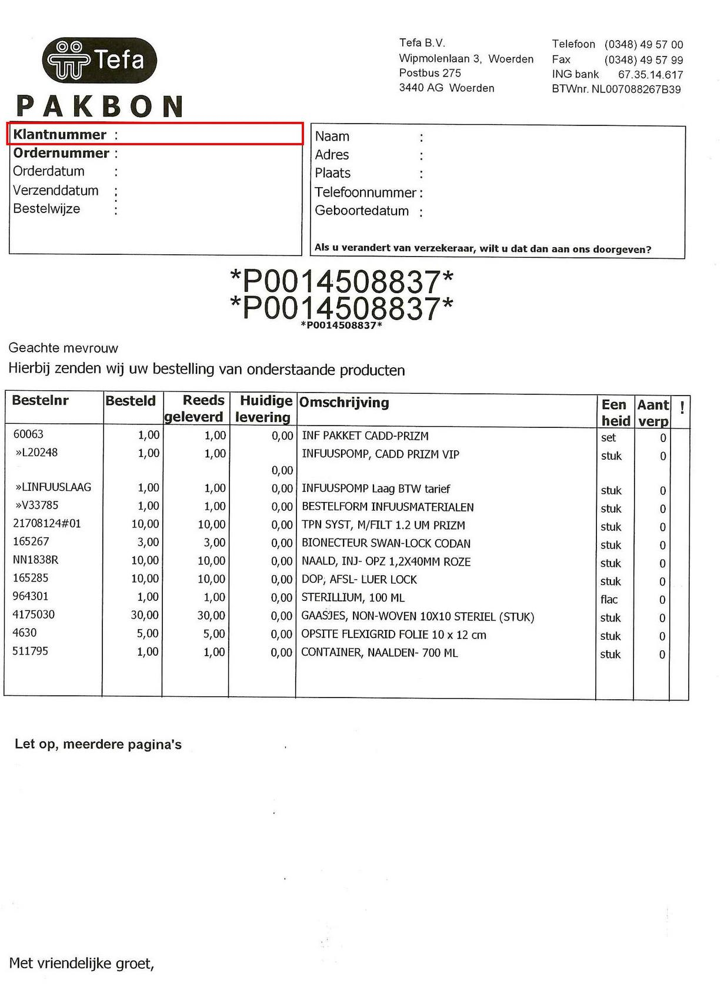 Tefa
PAKBON
Tefa B.V.
Wipmolenlaan 3, Woerden
Postbus 275
3440 AG Woerden
Telefoon (0348) 49 57 00
Fax (0348) 49 57 99
ING bank 67.35.14.617
BTWnr. NL007088267B39
Klantnummer :
Ordernummer :
Orderdatum :
Verzenddatum :
Bestelwijze :
Naam :
Adres :
Plaats :
Telefoonnummer :
Geboortedatum :
Als u verandert van verzekeraar, wilt u dat dan aan ons doorgeven?
*P0014508837*
*P0014508837*
*P0014508837*
Geachte mevrouw
Hierbij zenden wij uw bestelling van onderstaande producten
Bestelnr Besteld Reeds geleverd Huidige levering Omschrijving Een heid Aant verp !
60063 1,00 1,00 0,00 INF PAKKET CADD-PRIZM set 0
»L20248 1,00 1,00 INFUUSPOMP, CADD PRIZM VIP stuk 0
0,00
»LINFUUSLAAG 1,00 1,00 0,00 INFUUSPOMP Laag BTW tarief stuk 0
»V33785 1,00 1,00 0,00 BESTELFORM INFUUSMATERIALEN stuk 0
21708124#01 10,00 10,00 0,00 TPN SYST, M/FILT 1.2 UM PRIZM stuk 0
165267 3,00 3,00 0,00 BIONECTEUR SWAN-LOCK CODAN stuk 0
NN1838R 10,00 10,00 0,00 NAALD, INJ- OPZ 1,2X40MM ROZE stuk 0
165285 10,00 10,00 0,00 DOP, AFSL- LUER LOCK stuk 0
964301 1,00 1,00 0,00 STERILLIUM, 100 ML flac 0
4175030 30,00 30,00 0,00 GAASJES, NON-WOVEN 10X10 STERIEL (STUK) stuk 0
4630 5,00 5,00 0,00 OPSITE FLEXIGRID FOLIE 10 x 12 cm stuk 0
511795 1,00 1,00 0,00 CONTAINER, NAALDEN- 700 ML stuk 0
Let op, meerdere pagina's
Met vriendelijke groet,